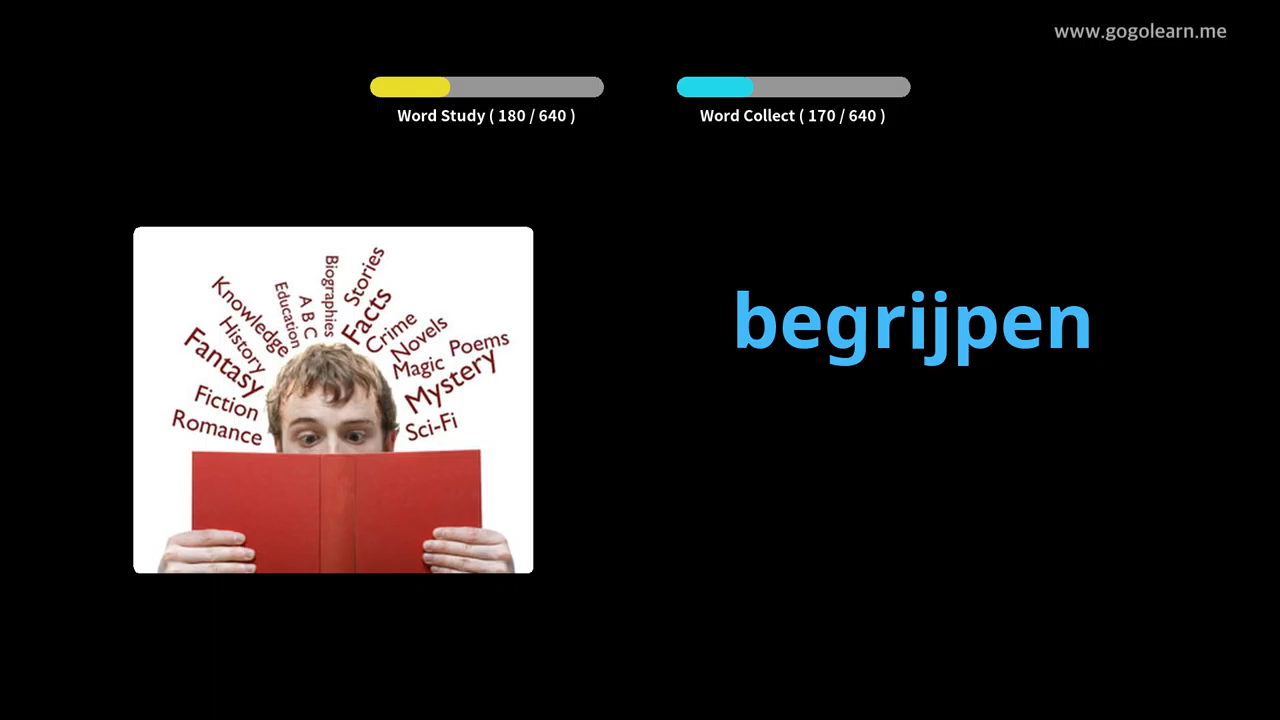 www.gogolearn.me
Word Study ( 180 / 640 )
Word Collect ( 170 / 640 )
Biographies
Stories
Education
A B C
Facts
Knowledge
Crime
History
Novels
Poems
Fantasy
Magic
Mystery
Fiction
Romance
Sci-Fi
begrijpen